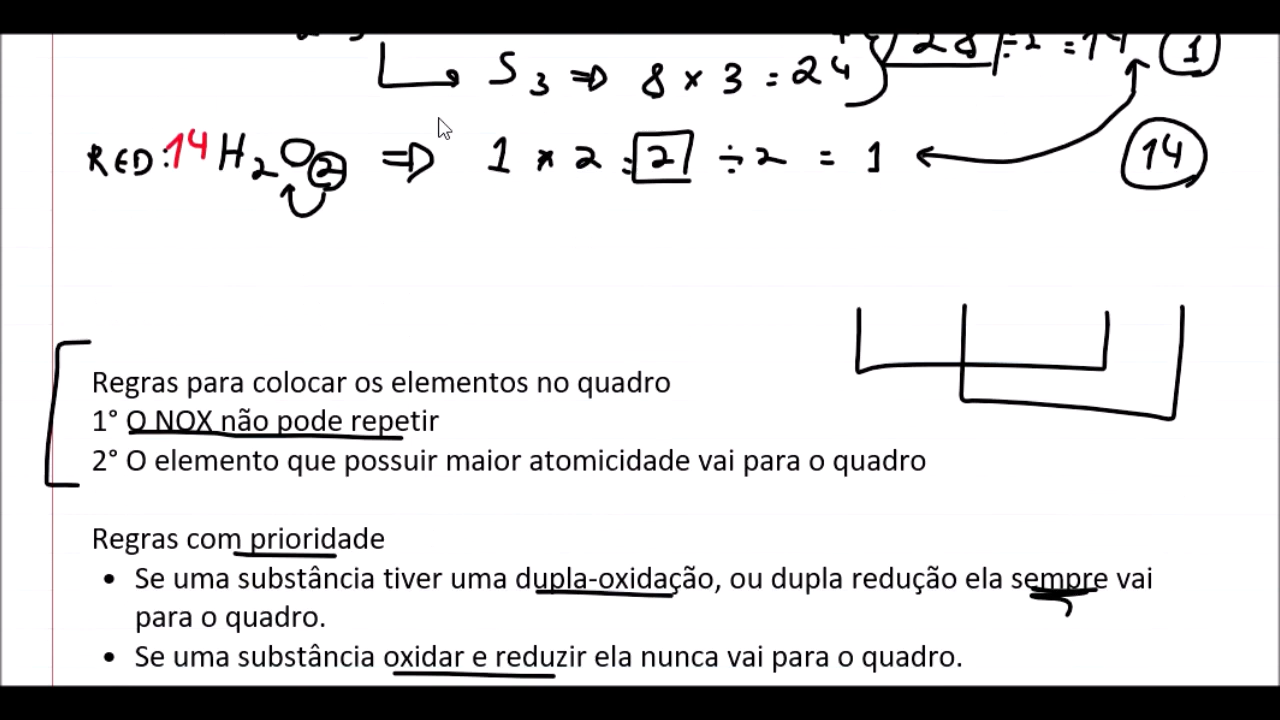 S3 ⇒ 8 × 3 = 24 28 ÷ 2 = 14 1
RED: 14 H2O2 ⇒ 1 × 2 = 2 ÷ 2 = 1 14
Regras para colocar os elementos no quadro
1° O NOX não pode repetir
2° O elemento que possuir maior atomicidade vai para o quadro
Regras com prioridade
• Se uma substância tiver uma dupla-oxidação, ou dupla redução ela sempre vai
para o quadro.
• Se uma substância oxidar e reduzir ela nunca vai para o quadro.